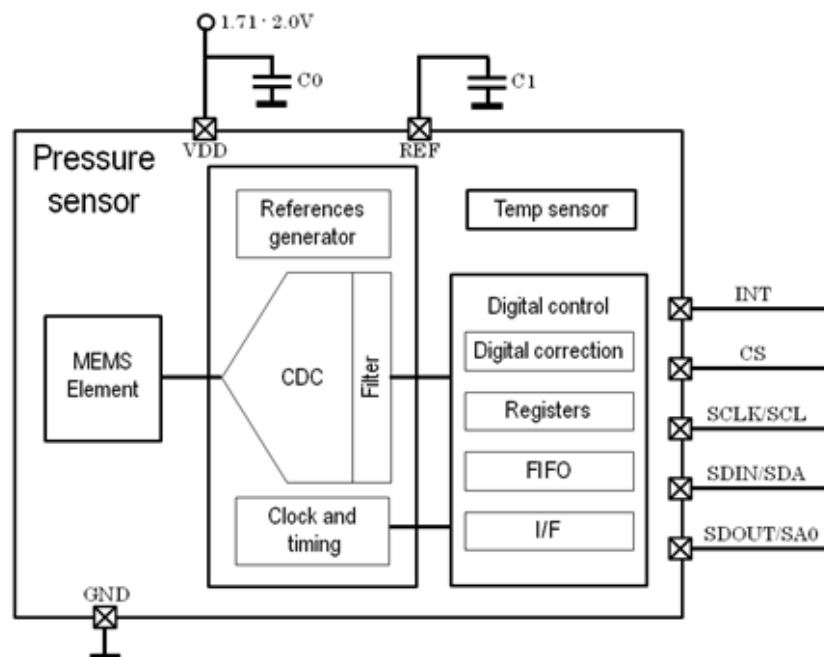 1.71 · 2.0V
C0
C1
VDD
REF
Pressure
sensor
References
generator
Temp sensor
MEMS
Element
CDC
Filter
Clock and
timing
Digital control
Digital correction
Registers
FIFO
I/F
INT
CS
SCLK/SCL
SDIN/SDA
SDOUT/SA0
GND